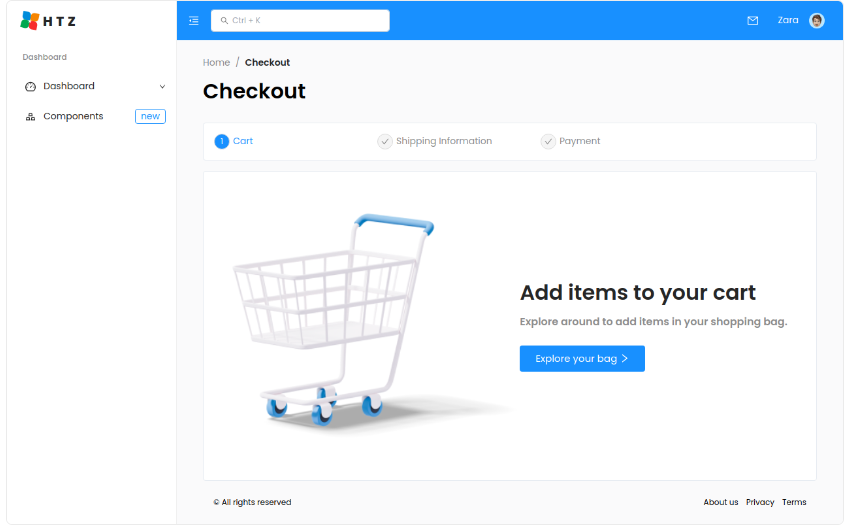 HTZ
Ctrl + K
Zara
Dashboard
Dashboard
Components new
Home / Checkout
Checkout
1 Cart Shipping Information Payment
Add items to your cart
Explore around to add items in your shopping bag.
Explore your bag >
© All rights reserved About us Privacy Terms